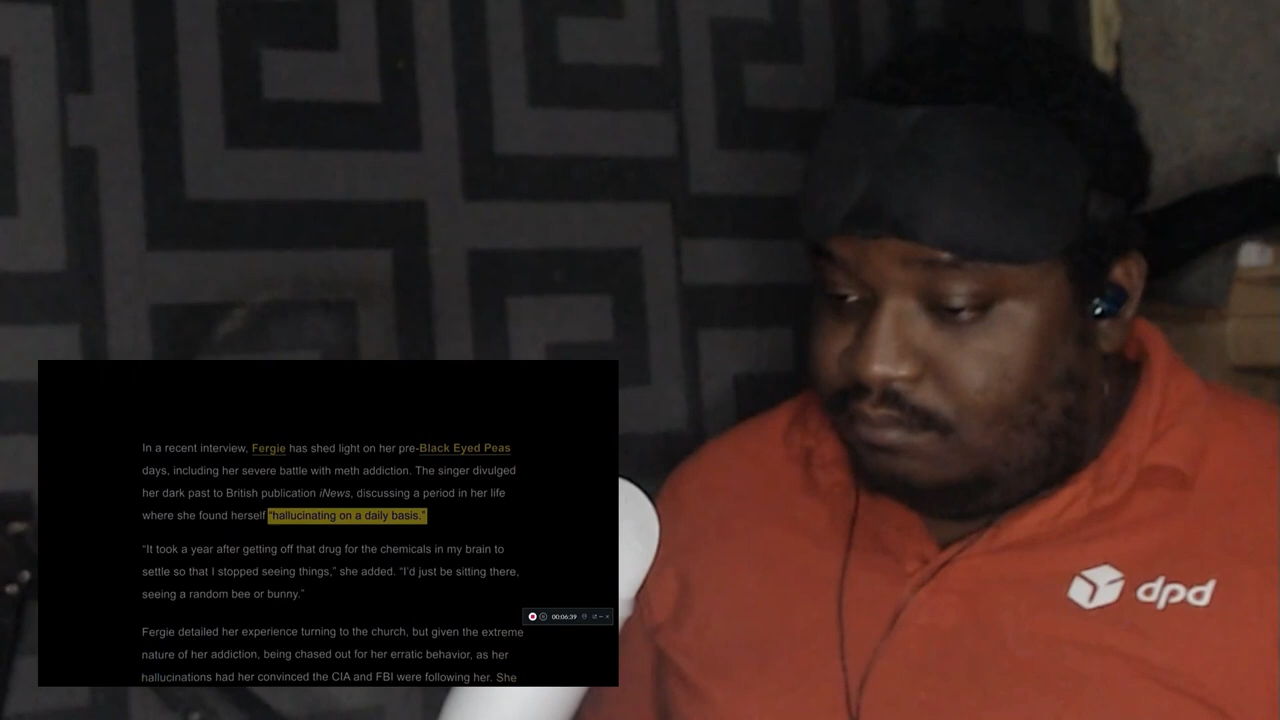 In a recent interview, Fergie has shed light on her pre-Black Eyed Peas
days, including her severe battle with meth addiction. The singer divulged
her dark past to British publication iNews, discussing a period in her life
where she found herself “hallucinating on a daily basis.”
“It took a year after getting off that drug for the chemicals in my brain to
settle so that I stopped seeing things,” she added. “I’d just be sitting there,
seeing a random bee or bunny.”
00:06:39
Fergie detailed her experience turning to the church, but given the extreme
nature of her addiction, being chased out for her erratic behavior, as her
hallucinations had her convinced the CIA and FBI were following her. She
dpd